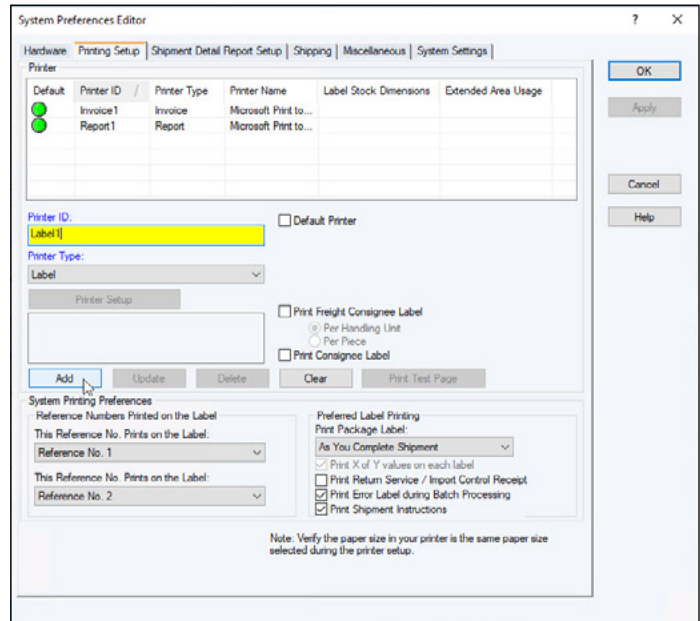 System Preferences Editor
? X
Hardware Printing Setup Shipment Detail Report Setup Shipping Miscellaneous System Settings
Printer
Default Printer ID / Printer Type Printer Name Label Stock Dimensions Extended Area Usage
Invoice1 Invoice Microsoft Print to...
Report1 Report Microsoft Print to...
OK
Apply
Cancel
Help
Printer ID:
Label1
Default Printer
Printer Type:
Label
Printer Setup
Print Freight Consignee Label
Per Handling Unit
Per Piece
Print Consignee Label
Add Update Delete Clear Print Test Page
System Printing Preferences
Reference Numbers Printed on the Label
This Reference No. Prints on the Label:
Reference No. 1
This Reference No. Prints on the Label:
Reference No. 2
Preferred Label Printing
Print Package Label:
As You Complete Shipment
Print X of Y values on each label
Print Return Service / Import Control Receipt
Print Error Label during Batch Processing
Print Shipment Instructions
Note: Verify the paper size in your printer is the same paper size
selected during the printer setup.